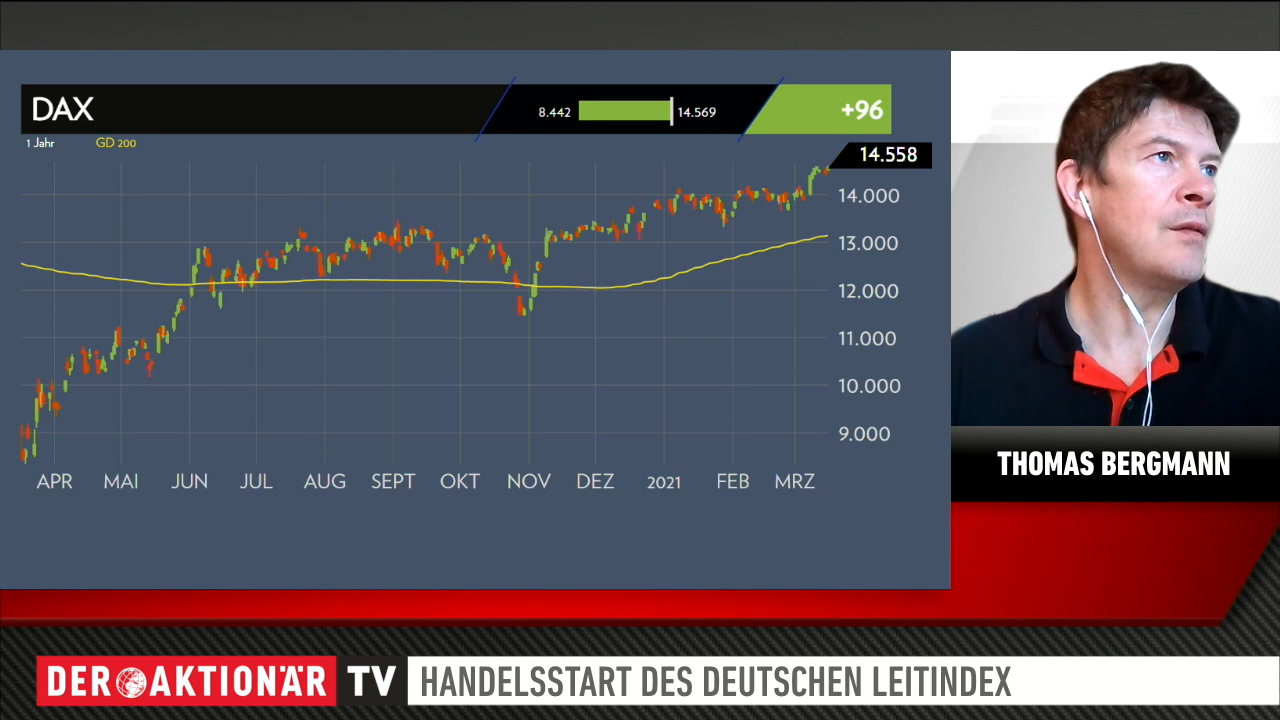 DAX
8.442
14.569
+96
1 Jahr
GD 200
14.558
14.000
13.000
12.000
11.000
10.000
9.000
APR MAI JUN JUL AUG SEPT OKT NOV DEZ 2021 FEB MRZ
THOMAS BERGMANN
DER AKTIONÄR TV
HANDELSSTART DES DEUTSCHEN LEITINDEX